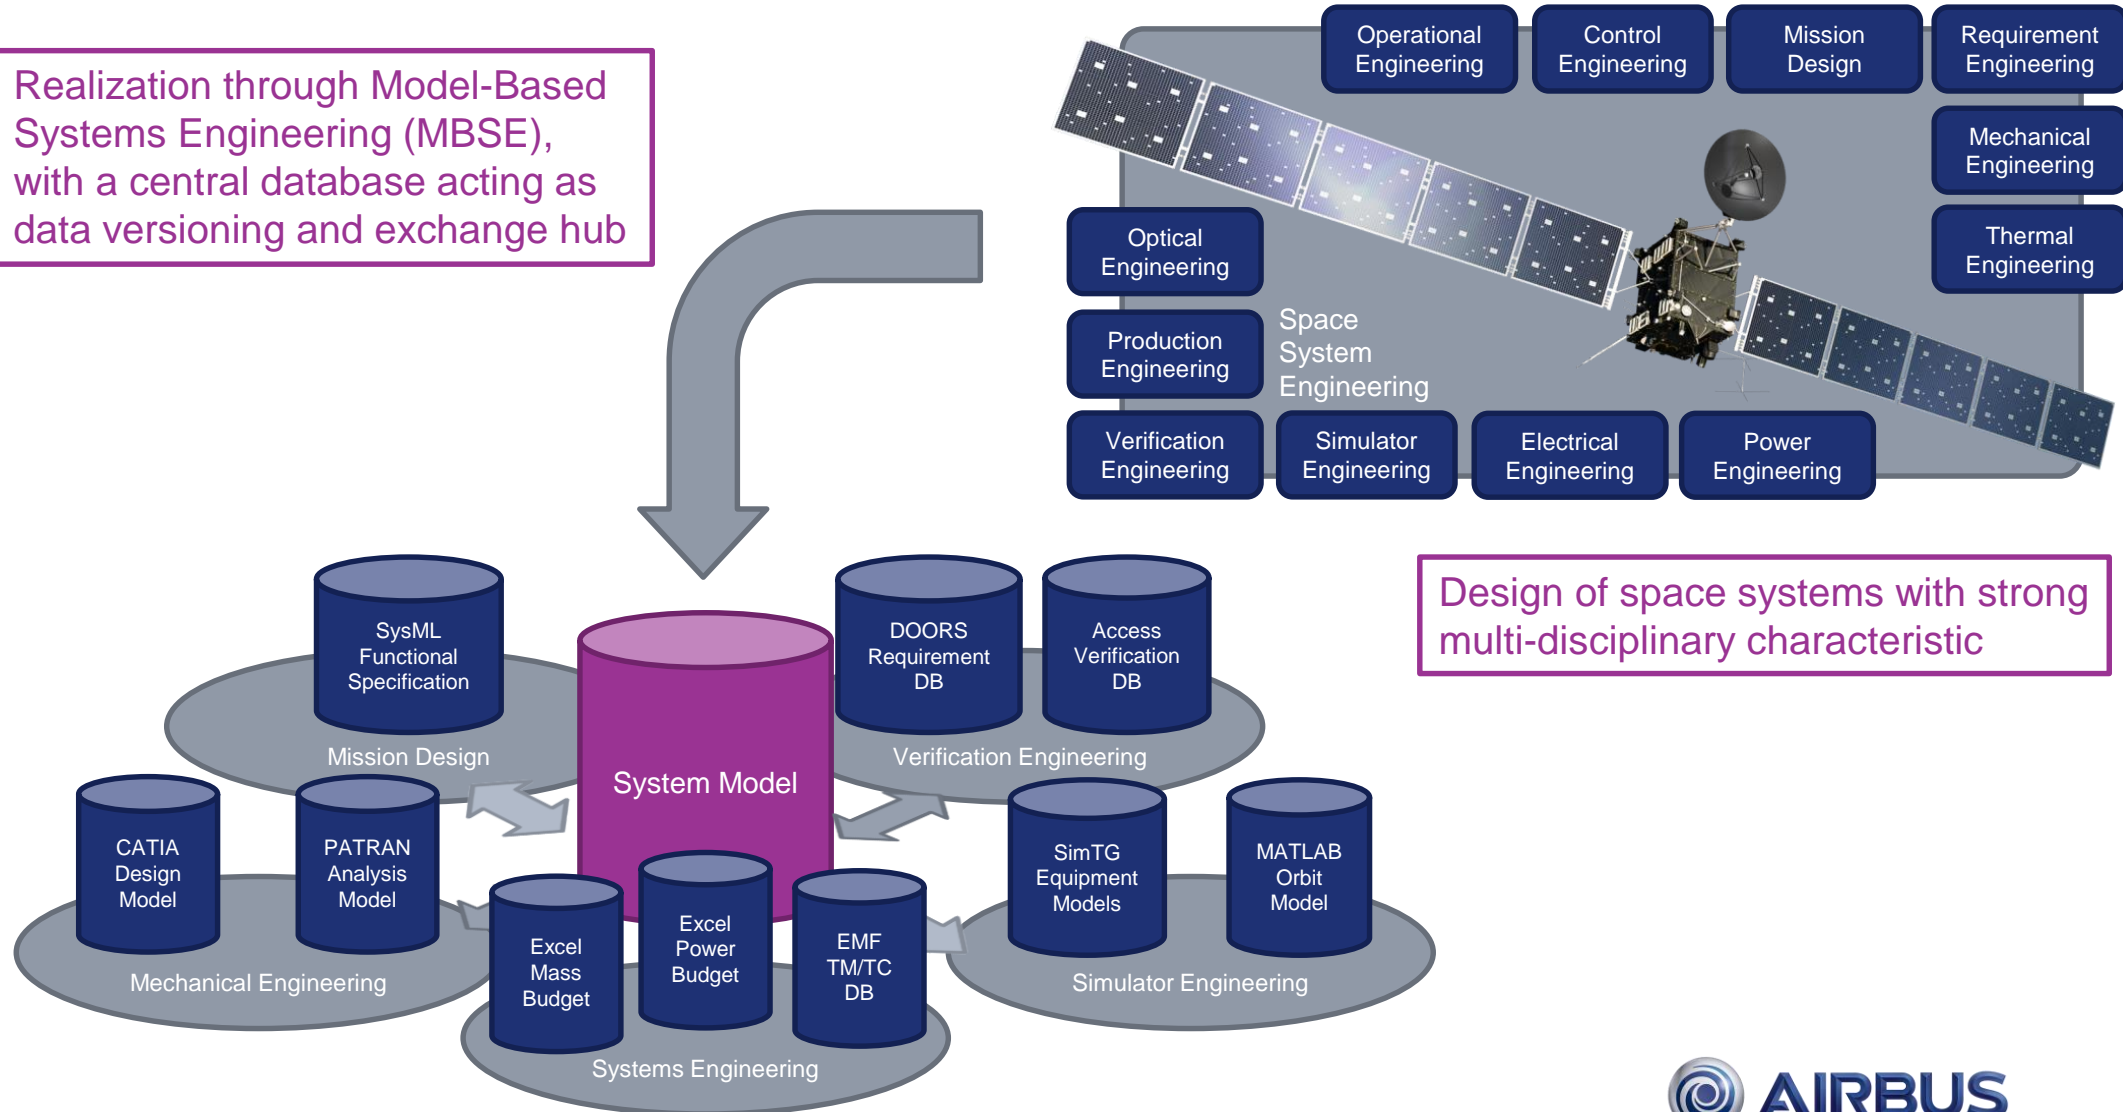 Realization through Model-Based
Systems Engineering (MBSE),
with a central database acting as
data versioning and exchange hub
Operational
Engineering
Control
Engineering
Mission
Design
Requirement
Engineering
Mechanical
Engineering
Thermal
Engineering
Optical
Engineering
Production
Engineering
Space
System
Engineering
Verification
Engineering
Simulator
Engineering
Electrical
Engineering
Power
Engineering
Design of space systems with strong
multi-disciplinary characteristic
SysML
Functional
Specification
Mission Design
System Model
DOORS
Requirement
DB
Access
Verification
DB
Verification Engineering
CATIA
Design
Model
PATRAN
Analysis
Model
Mechanical Engineering
Excel
Mass
Budget
Excel
Power
Budget
EMF
TM/TC
DB
Systems Engineering
SimTG
Equipment
Models
MATLAB
Orbit
Model
Simulator Engineering
AIRBUS